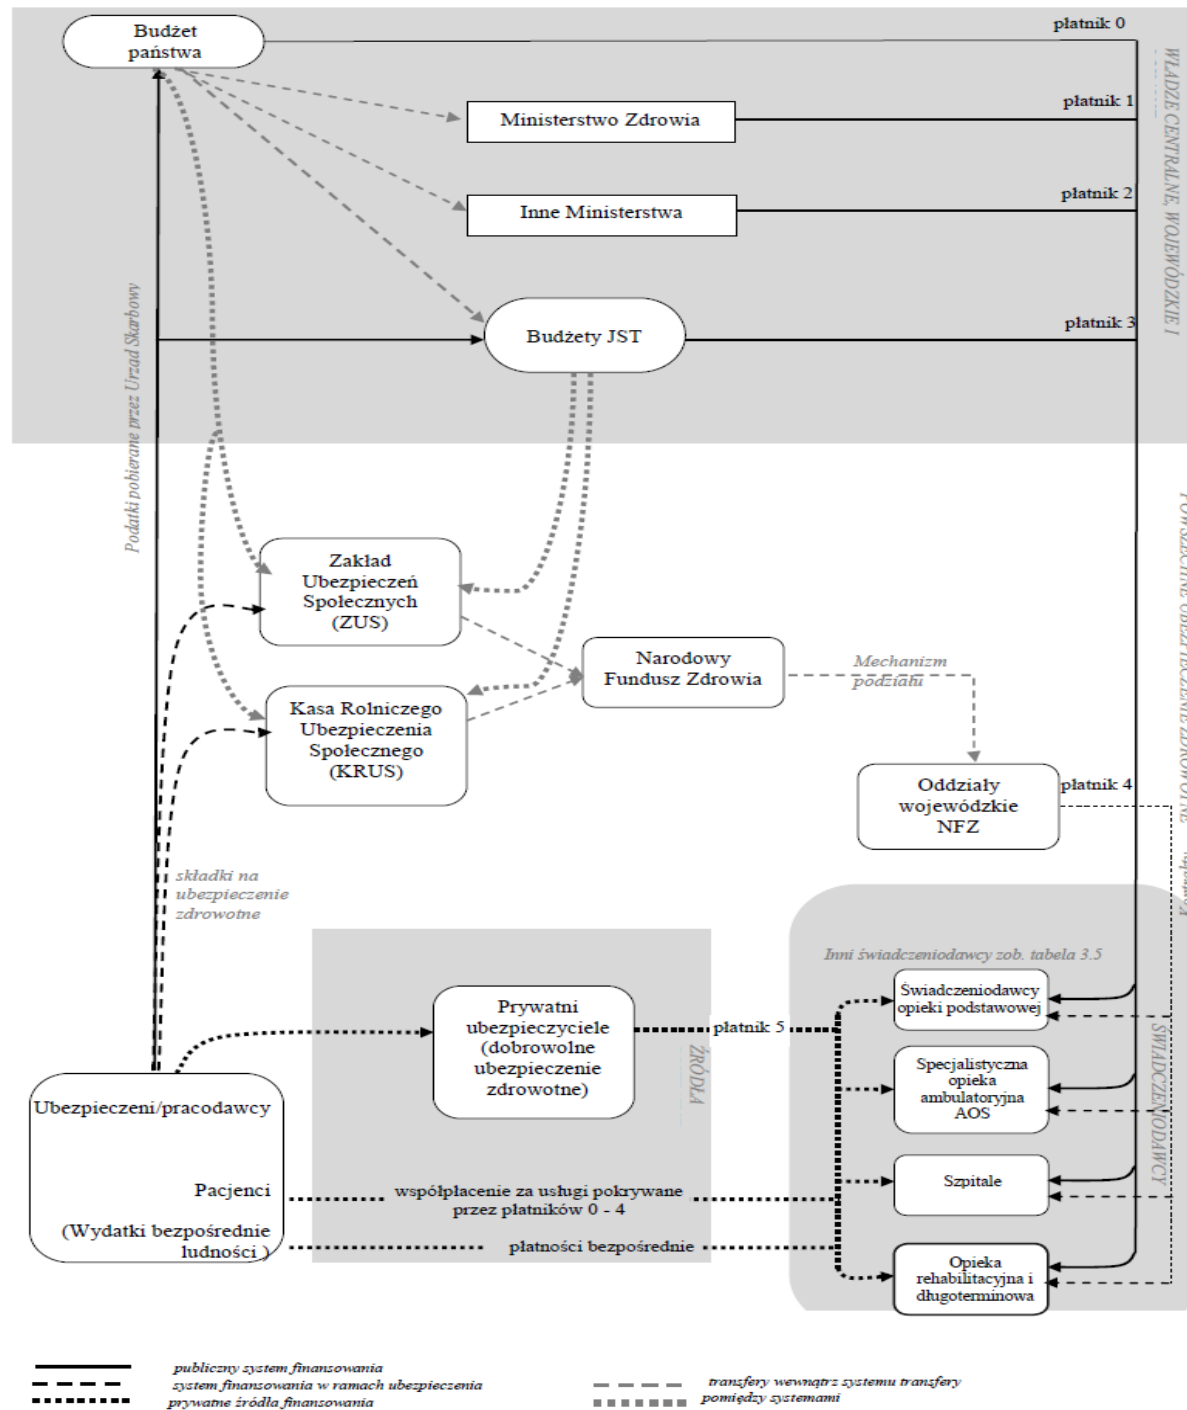 Budżet
państwa
płatnik 0
płatnik 1
Ministerstwo Zdrowia
płatnik 2
Inne Ministerstwa
płatnik 3
Budżety JST
WŁADZE CENTRALNE, WOJEWÓDZKIE I
Podatki pobierane przez Urzad Skarbowy
Zakład
Ubezpieczeń
Społecznych
(ZUS)
Kasa Rolniczego
Ubezpieczenia
Społecznego
(KRUS)
Narodowy
Fundusz Zdrowia
Mechanizm
podziału
Oddziały
wojewódzkie
NFZ
płatnik 4
POWSZECHNE UBEZPIECZENIE ZDROWOTNE
składki na
ubezpieczenie
zdrowotne
Inni świadczeniodawcy zob. tabela 3.5
Świadczeniodawcy
opieki podstawowej
Prywatni
ubezpieczyciele
(dobrowolne
ubezpieczenie
zdrowotne)
płatnik 5
ŹRÓDŁA
Specjalistyczna
opieka
ambulatoryjna
AOS
ŚWIADCZENIODAWCY
Ubezpieczeni/pracodawcy
Pacjenci
(Wydatki bezpośrednie
ludności )
współpłacenie za usługi pokrywane
przez płatników 0 - 4
płatności bezpośrednie
Szpitale
Opieka
rehabilitacyjna i
długoterminowa
publiczny system finansowania
system finansowania w ramach ubezpieczenia
prywatne źródła finansowania
transfery wewnątrz systemu transfery
pomiędzy systemami